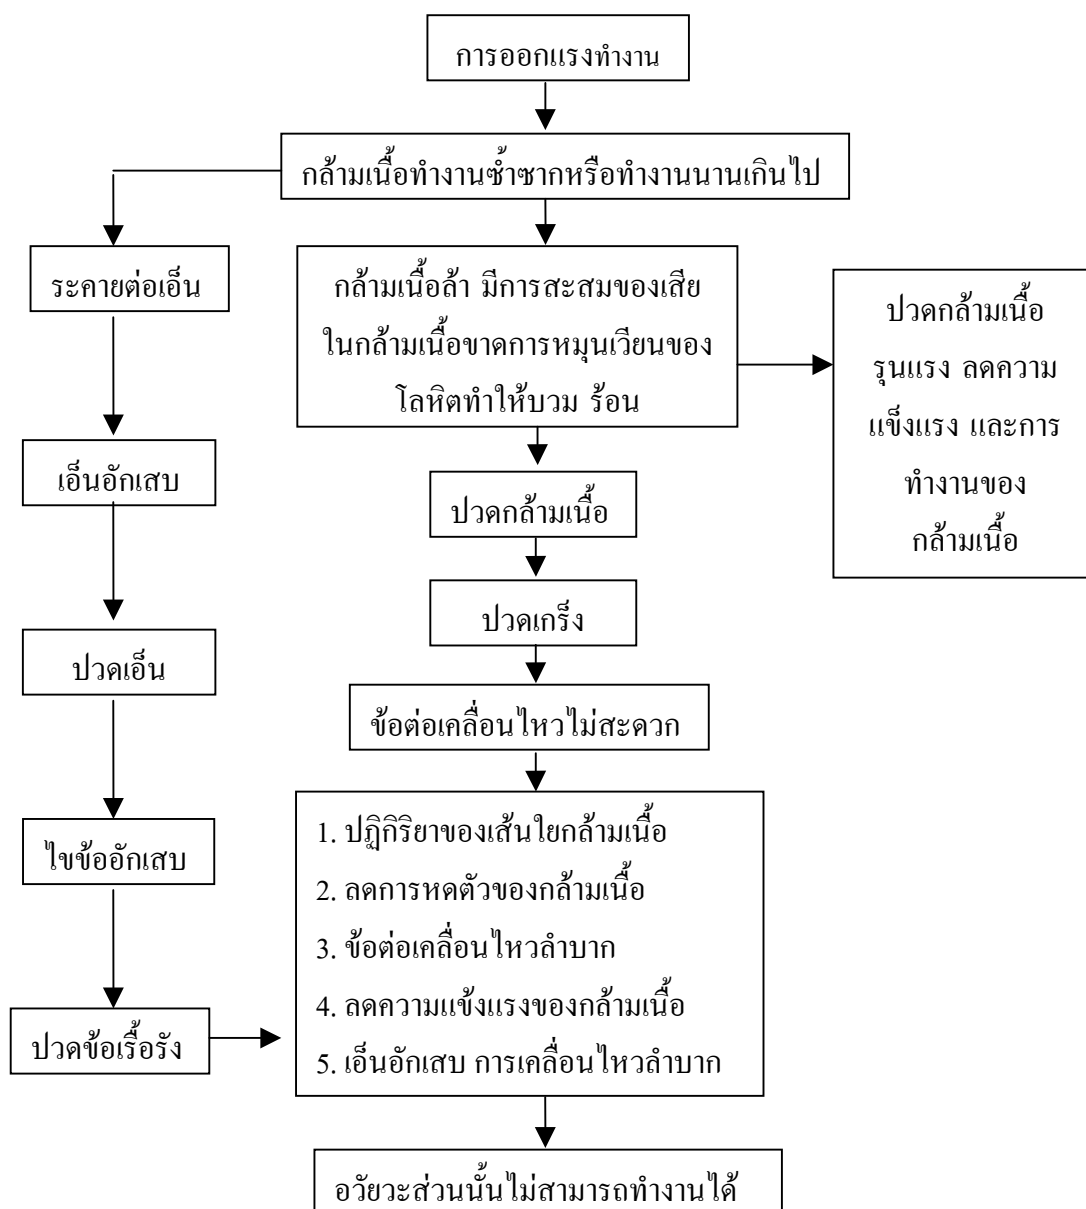 การออกแรงทำงาน
กล้ามเนื้อทำงานซ้ำซากหรือทำงานนานเกินไป
ระคายต่อเอ็น
กล้ามเนื้อล้า มีการสะสมของเสีย
ในกล้ามเนื้อขาดการหมุนเวียนของ
โลหิตทำให้บวม ร้อน
ปวดกล้ามเนื้อ
รุนแรง ลดความ
แข็งแรง และการ
ทำงานของ
กล้ามเนื้อ
เอ็นอักเสบ
ปวดกล้ามเนื้อ
ปวดเกร็ง
ปวดเอ็น
ข้อต่อเคลื่อนไหวไม่สะดวก
ไขข้ออักเสบ
1. ปฏิกิริยาของเส้นใยกล้ามเนื้อ
2. ลดการหดตัวของกล้ามเนื้อ
3. ข้อต่อเคลื่อนไหวลำบาก
4. ลดความแข้งแรงของกล้ามเนื้อ
5. เอ็นอักเสบ การเคลื่อนไหวลำบาก
ปวดข้อเรื้อรัง
อวัยวะส่วนนั้นไม่สามารถทำงานได้